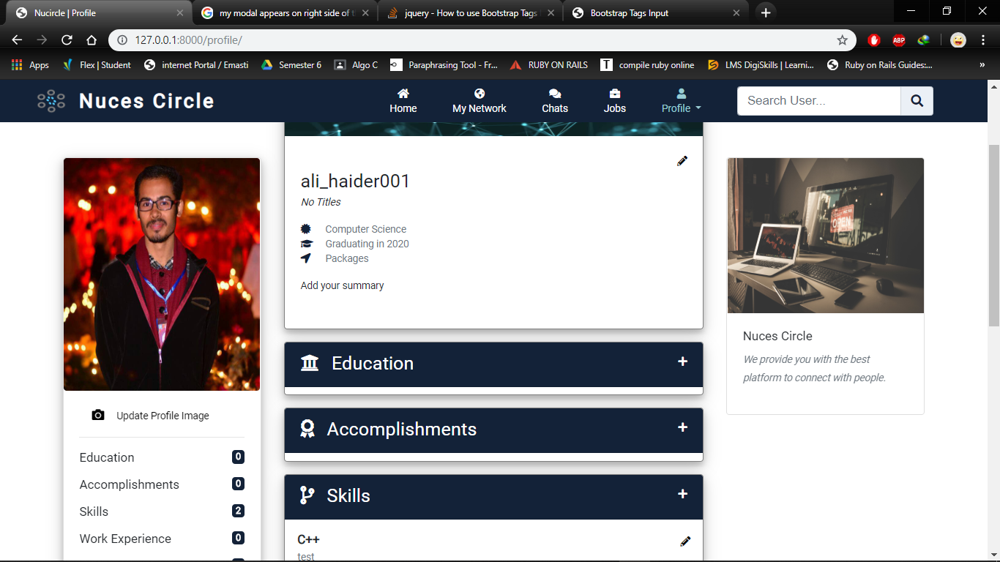 Nucircle | Profile
my modal appears on right side of t
jquery - How to use Bootstrap Tags
Bootstrap Tags Input
127.0.0.1:8000/profile/
ABP
Apps
Flex | Student
internet Portal / Emasti
Semester 6
Algo C
Paraphrasing Tool - Fr...
RUBY ON RAILS
T
compile ruby online
LMS DigiSkills | Learni...
Ruby on Rails Guides:...
»
Nuces Circle
Home
My Network
Chats
Jobs
Profile
Search User...
ali_haider001
No Titles
Computer Science
Graduating in 2020
Packages
Add your summary
Education
+
Accomplishments
+
Skills
+
C++
test
Update Profile Image
Education 0
Accomplishments 0
Skills 2
Work Experience 0
OPEN
Nuces Circle
We provide you with the best
platform to connect with people.